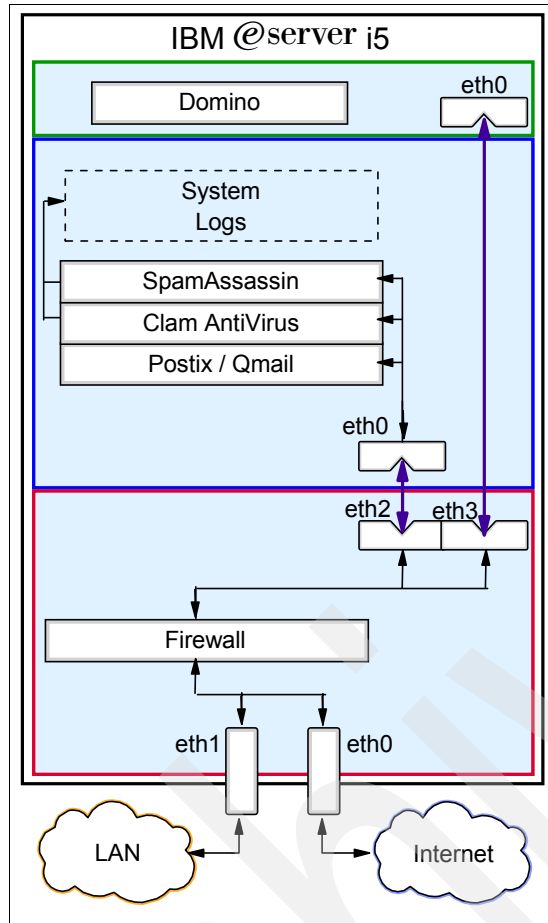 IBM eserver i5
Domino
eth0
System
Logs
SpamAssassin
Clam AntiVirus
Postix / Qmail
eth0
eth2
eth3
Firewall
eth1
eth0
LAN
Internet